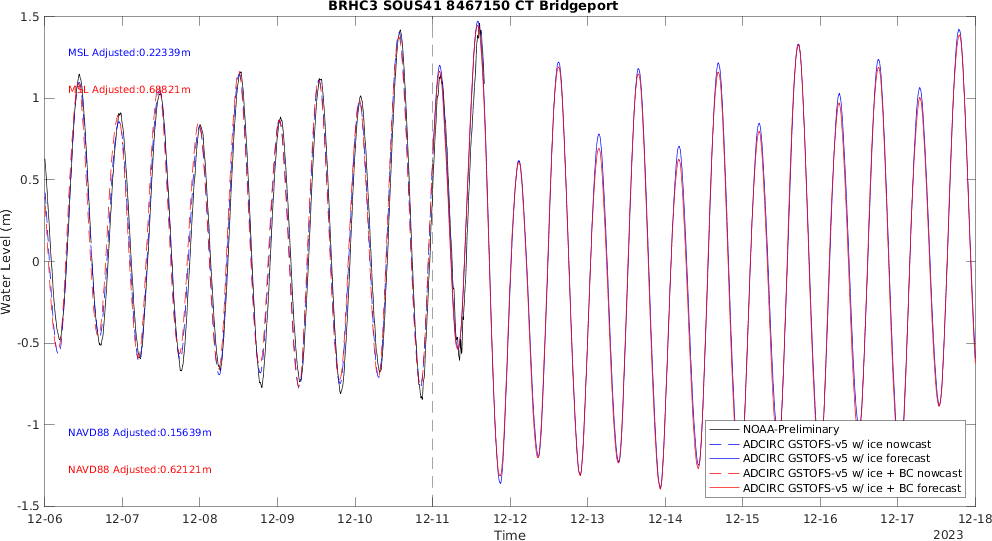 BRHC3 SOUS41 8467150 CT Bridgeport
1.5
1
0.5
0
-0.5
-1
-1.5
Water Level (m)
MSL Adjusted:0.22339m
MSL Adjusted:0.68821m
NAVD88 Adjusted:0.15639m
NAVD88 Adjusted:0.62121m
NOAA-Preliminary
ADCIRC GSTOFS-v5 w/ ice nowcast
ADCIRC GSTOFS-v5 w/ ice forecast
ADCIRC GSTOFS-v5 w/ ice + BC nowcast
ADCIRC GSTOFS-v5 w/ ice + BC forecast
12-06 12-07 12-08 12-09 12-10 12-11 12-12 12-13 12-14 12-15 12-16 12-17 12-18
Time
2023